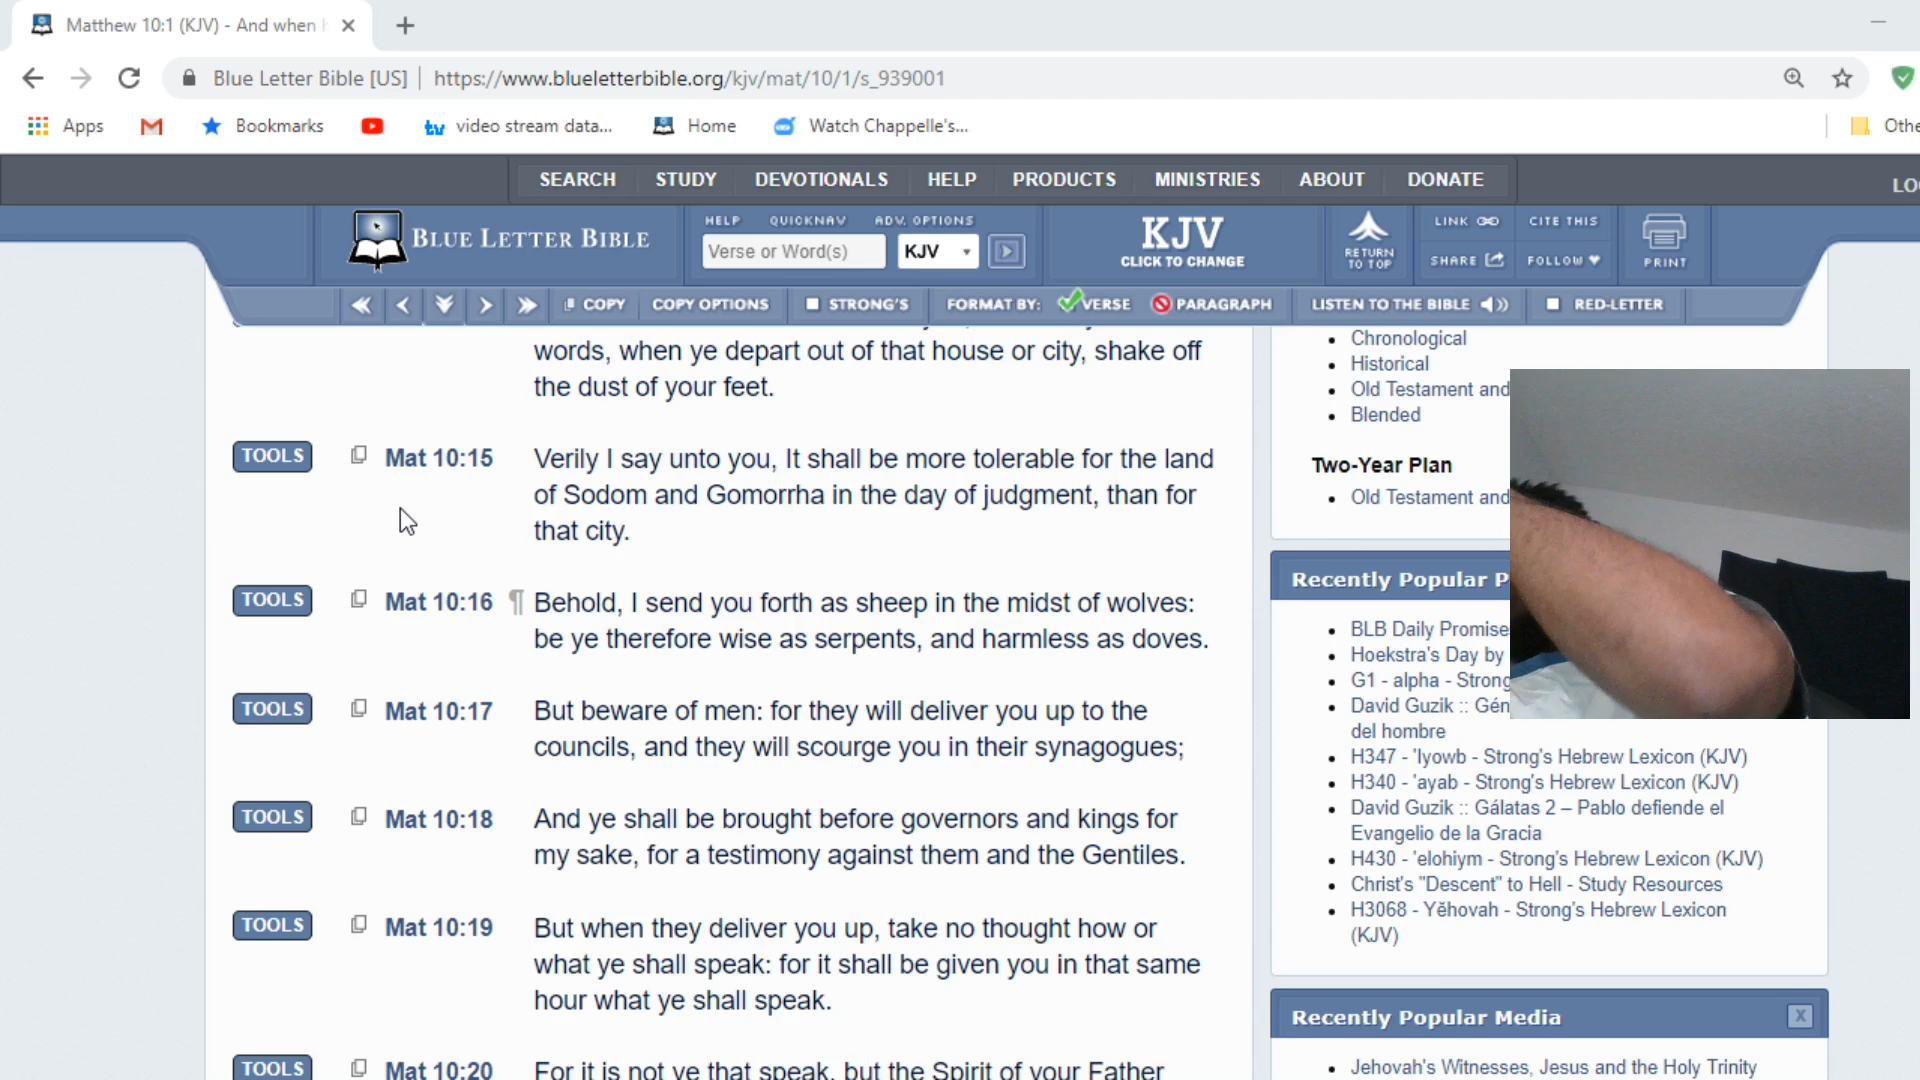 Matthew 10:1 (KJV) - And when
Blue Letter Bible [US] https://www.blueletterbible.org/kjv/mat/10/1/s_939001
Apps Bookmarks tv video stream data... Home Watch Chappelle's... Othe
SEARCH STUDY DEVOTIONALS HELP PRODUCTS MINISTRIES ABOUT DONATE LO
BLUE LETTER BIBLE
HELP QUICKNAV ADV. OPTIONS
Verse or Word(s) KJV
KJV
CLICK TO CHANGE
RETURN
TO TOP
LINK CITE THIS
SHARE FOLLOW
PRINT
COPY COPY OPTIONS STRONG'S FORMAT BY: VERSE PARAGRAPH LISTEN TO THE BIBLE RED-LETTER
words, when ye depart out of that house or city, shake off
the dust of your feet.
TOOLS Mat 10:15 Verily I say unto you, It shall be more tolerable for the land
of Sodom and Gomorrha in the day of judgment, than for
that city.
TOOLS Mat 10:16 ¶ Behold, I send you forth as sheep in the midst of wolves:
be ye therefore wise as serpents, and harmless as doves.
TOOLS Mat 10:17 But beware of men: for they will deliver you up to the
councils, and they will scourge you in their synagogues;
TOOLS Mat 10:18 And ye shall be brought before governors and kings for
my sake, for a testimony against them and the Gentiles.
TOOLS Mat 10:19 But when they deliver you up, take no thought how or
what ye shall speak: for it shall be given you in that same
hour what ye shall speak.
TOOLS Mat 10:20 For it is not ye that speak, but the Spirit of your Father
Chronological
Historical
Old Testament and
Blended
Two-Year Plan
Old Testament and
Recently Popular P
BLB Daily Promise
Hoekstra's Day by
G1 - alpha - Strong
David Guzik :: Gén
del hombre
H347 - 'Iyowb - Strong's Hebrew Lexicon (KJV)
H340 - 'ayab - Strong's Hebrew Lexicon (KJV)
David Guzik :: Gálatas 2 – Pablo defiende el
Evangelio de la Gracia
H430 - 'elohiym - Strong's Hebrew Lexicon (KJV)
Christ's "Descent" to Hell - Study Resources
H3068 - Yĕhovah - Strong's Hebrew Lexicon
(KJV)
Recently Popular Media X
Jehovah's Witnesses, Jesus and the Holy Trinity